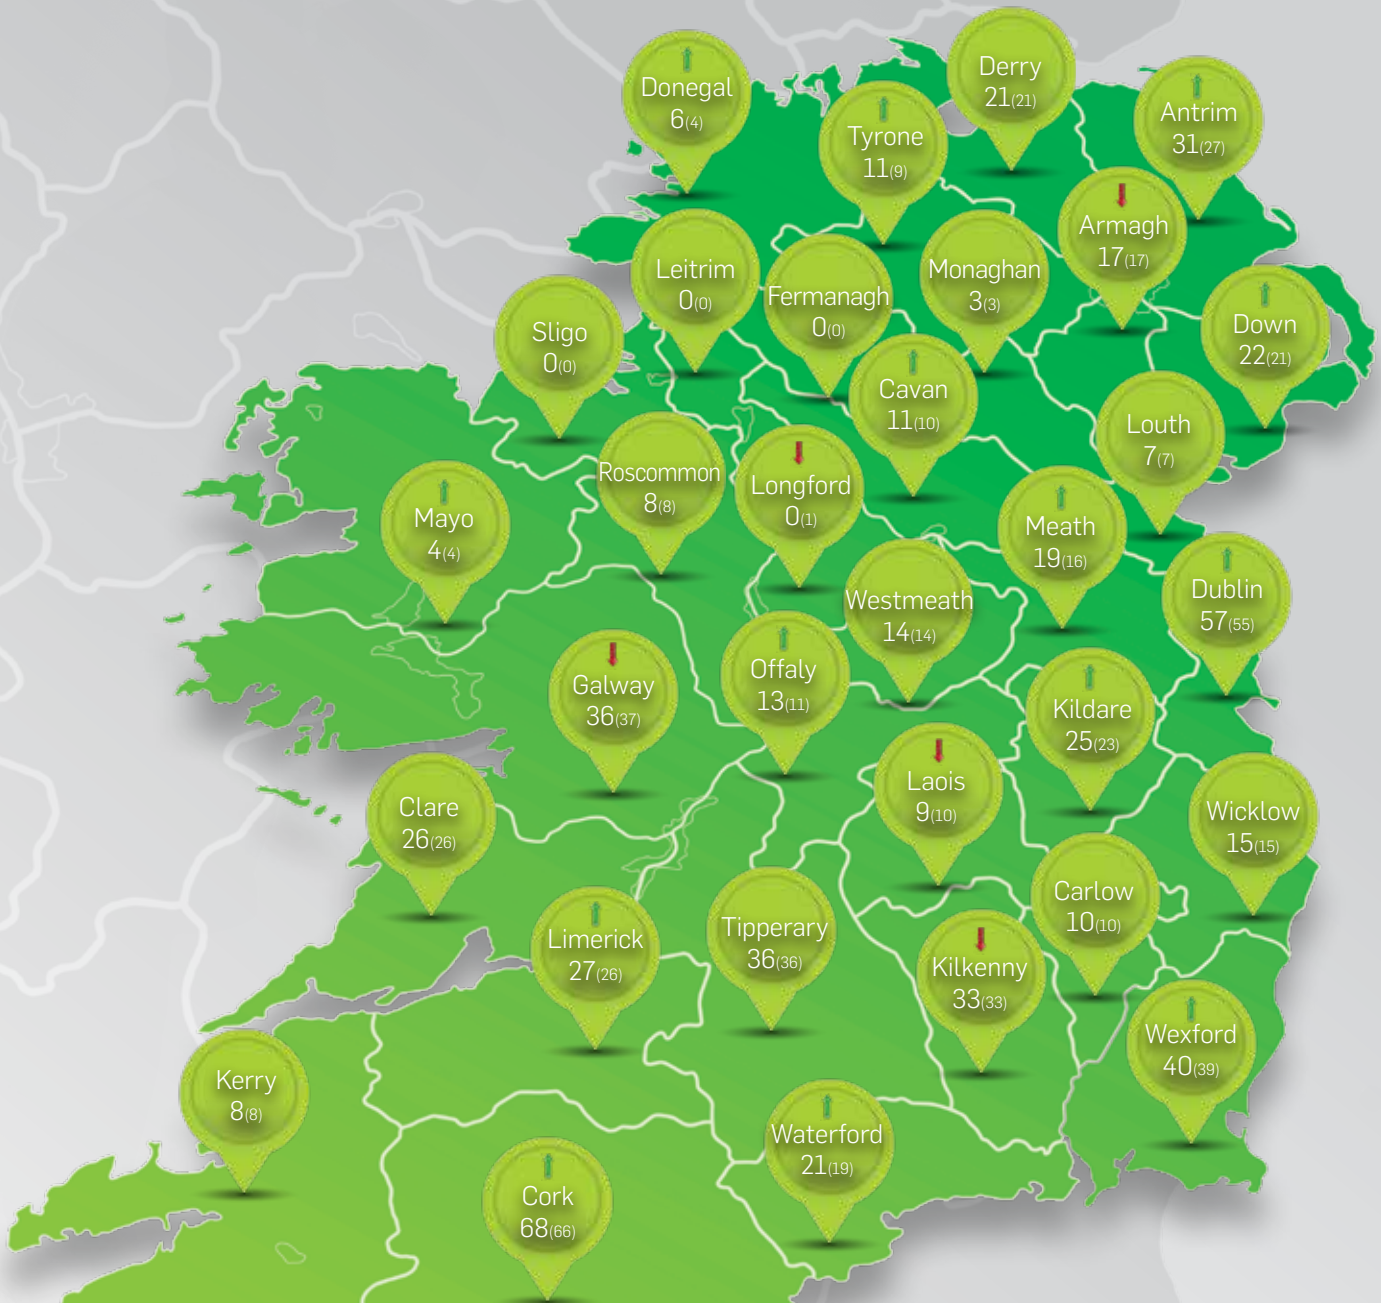 Derry
21(21)
Donegal
6(4)
Antrim
31(27)
Tyrone
11(9)
Armagh
17(17)
Leitrim
0(0)
Monaghan
3(3)
Fermanagh
0(0)
Sligo
0(0)
Down
22(21)
Cavan
11(10)
Louth
7(7)
Roscommon
8(8)
Longford
0(1)
Mayo
4(4)
Meath
19(16)
Dublin
57(55)
Westmeath
14(14)
Offaly
13(11)
Galway
36(37)
Kildare
25(23)
Laois
9(10)
Clare
26(26)
Wicklow
15(15)
Carlow
10(10)
Tipperary
36(36)
Limerick
27(26)
Kilkenny
33(33)
Wexford
40(39)
Kerry
8(8)
Waterford
21(19)
Cork
68(66)